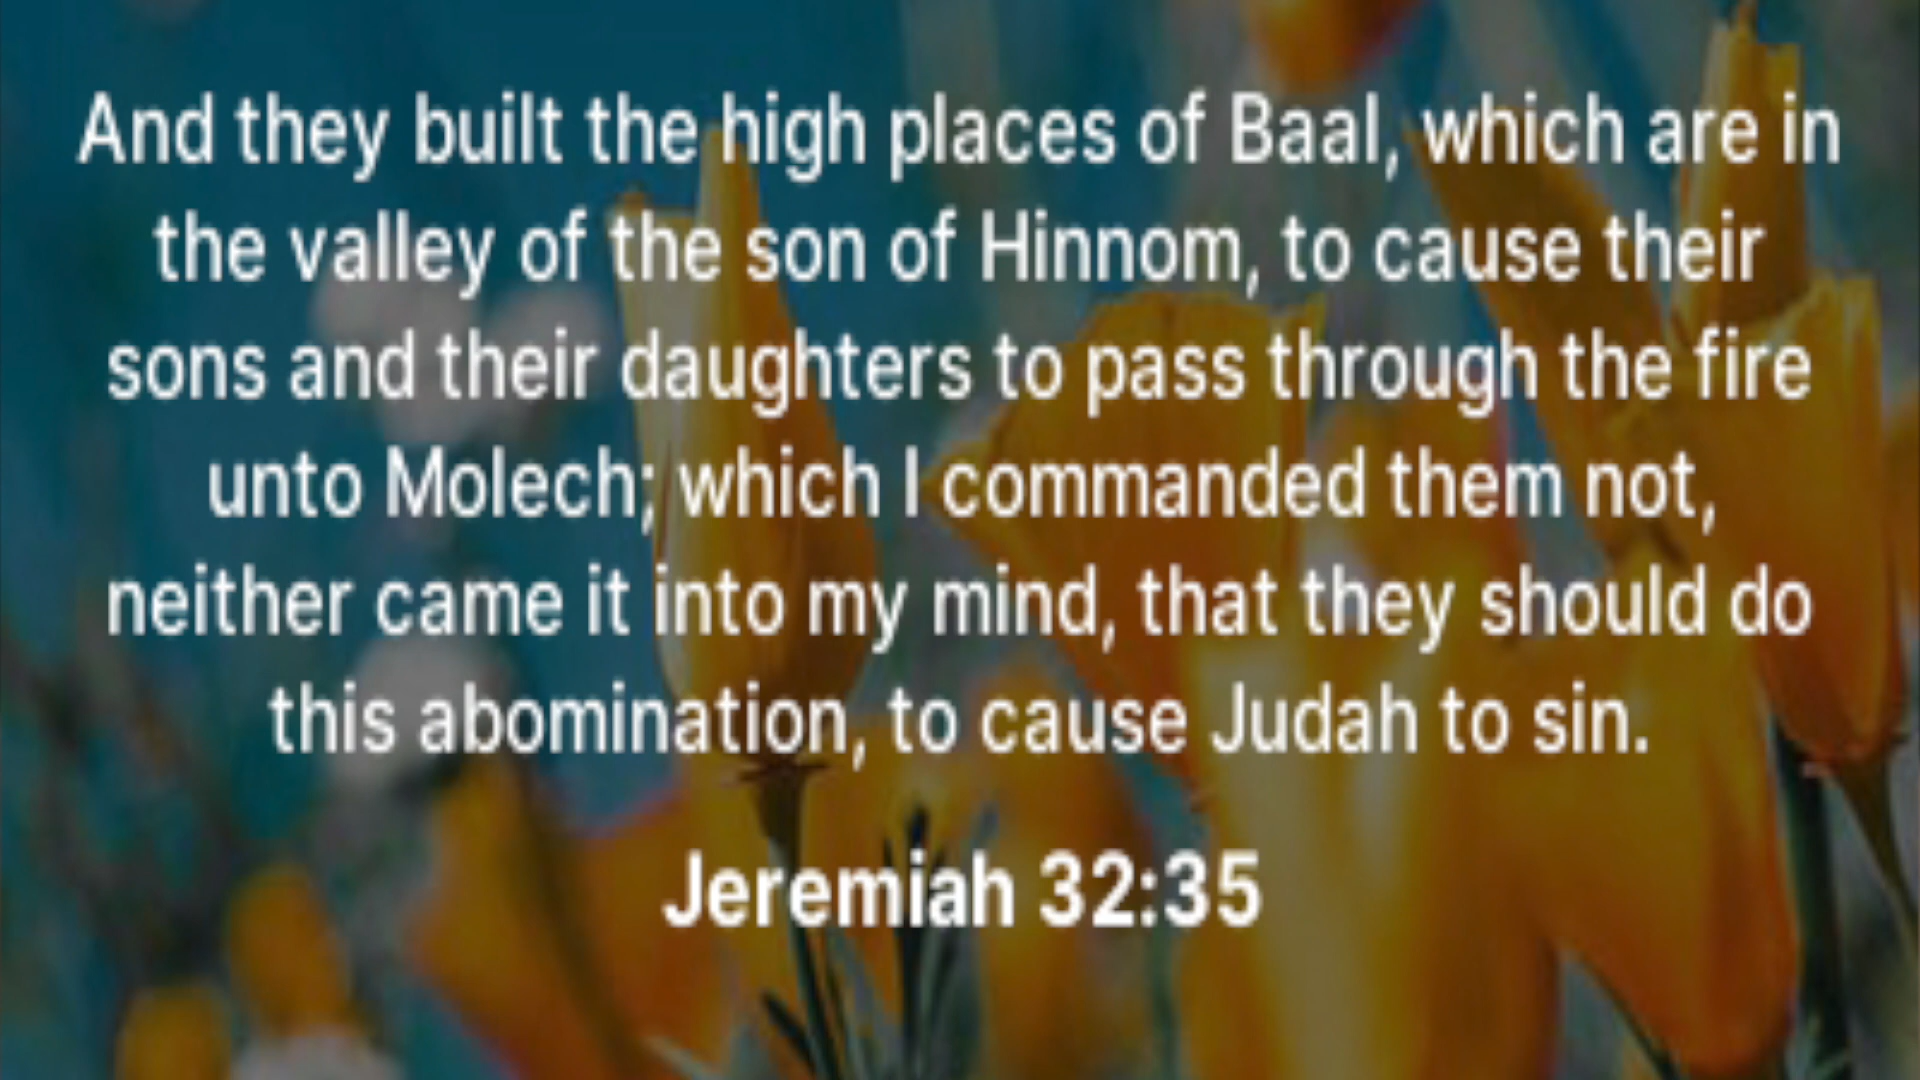 And they built the high places of Baal, which are in
the valley of the son of Hinnom, to cause their
sons and their daughters to pass through the fire
unto Molech; which I commanded them not,
neither came it into my mind, that they should do
this abomination, to cause Judah to sin.
Jeremiah 32:35